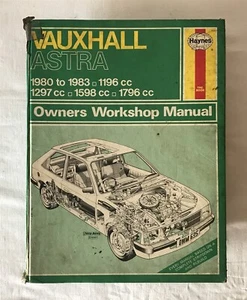 VAUXHALL
ASTRA
Haynes
1980 to 1983 □ 1196 cc
1297 cc □ 1598 cc □ 1796 cc
Owners Workshop Manual